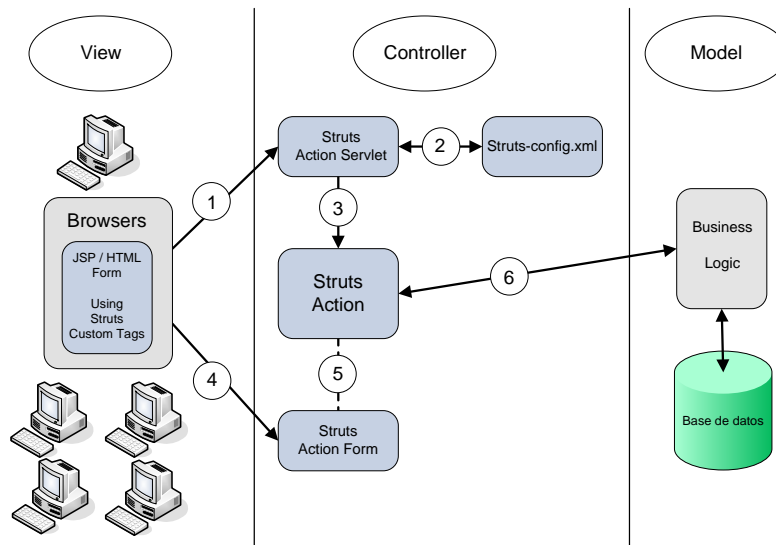 View
Controller
Model
Struts
Action Servlet
2
Struts-config.xml
1
3
Browsers
JSP / HTML
Form
Using
Struts
Custom Tags
Struts
Action
6
Business
Logic
4
5
Struts
Action Form
Base de datos